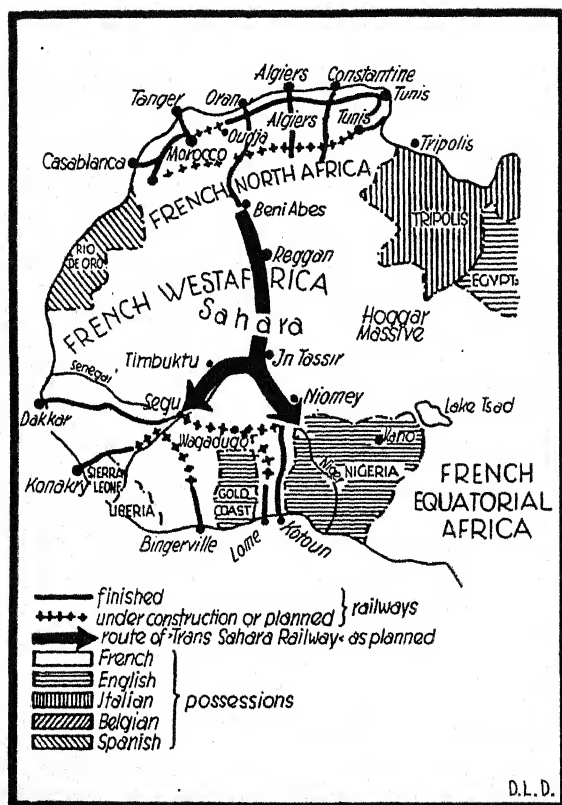 Algiers
Constantine
Tanger
Oran
Tunis
Algiers
Tunis
Oudja
Tripolis
Casablanca
Morocco
FRENCH NORTH AFRICA
Beni Abes
TRIPOLIS
RIO
DE ORO
Reggan
EGYPT
FRENCH WESTAFRICA
Sahara
Hoggar
Massive
Timbuktu
Jn Tassir
Senegal
Segu
Niomey
Dakkar
Lake Tsad
Wagadugo
Kano
Konakry
SIERRA
LEONE
Niger
NIGERIA
FRENCH
EQUATORIAL
AFRICA
LIBERIA
GOLD
COAST
Bingerville
Lome
Kotoun
finished
under construction or planned } railways
route of ›Trans Sahara Railway‹ as planned
French
English
Jtalian
Belgian
Spanish
possessions
D.L.D.